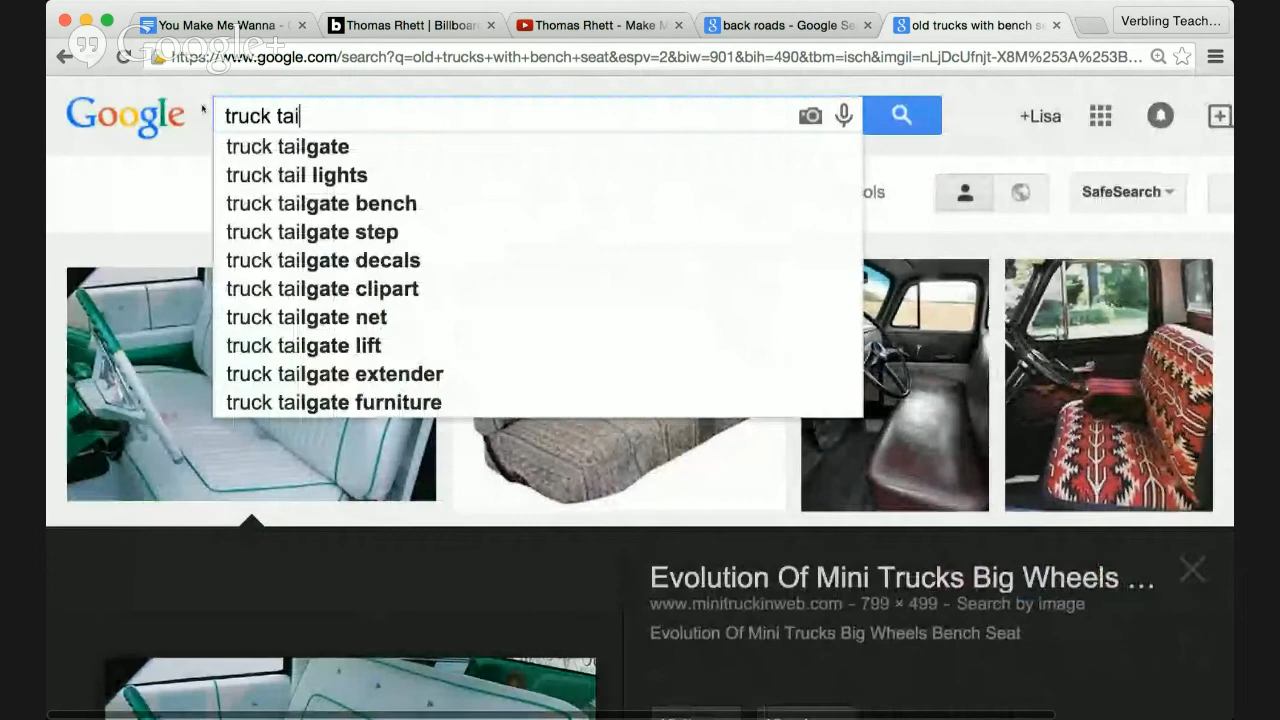 You Make Me Wanna -
Thomas Rhett | Billboar
Thomas Rhett - Make M
back roads - Google Se
old trucks with bench s
Verbling Teach...
Google+
https://www.google.com/search?q=old+trucks+with+bench+seat&espv=2&biw=901&bih=490&tbm=isch&imgil=nLjDcUfnjt-X8M%253A%253B...
Google
truck tai
+Lisa
truck tailgate
truck tail lights
truck tailgate bench
truck tailgate step
truck tailgate decals
truck tailgate clipart
truck tailgate net
truck tailgate lift
truck tailgate extender
truck tailgate furniture
ols
SafeSearch
Evolution Of Mini Trucks Big Wheels ...
www.minitruckinweb.com - 799 × 499 - Search by image
Evolution Of Mini Trucks Big Wheels Bench Seat